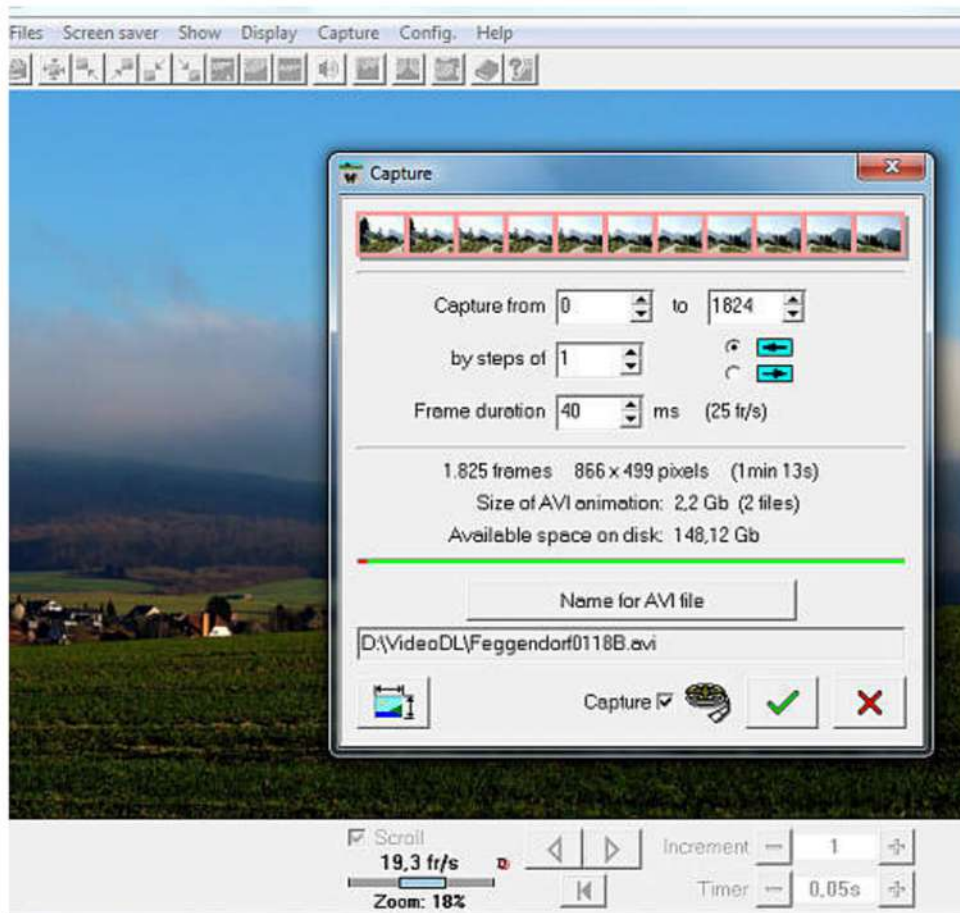 Files Screen saver Show Display Capture Config. Help
Capture
Capture from 0 to 1824
by steps of 1
Frame duration 40 ms (25 fr/s)
1.825 frames 866 x 499 pixels (1min 13s)
Size of AVI animation: 2,2 Gb (2 files)
Available space on disk: 148,12 Gb
Name for AVI file
D:\VideoDL\Feggendorf0118B.avi
Capture
Scroll
19,3 fr/s
Increment 1
Timer 0,05s
Zoom: 18%